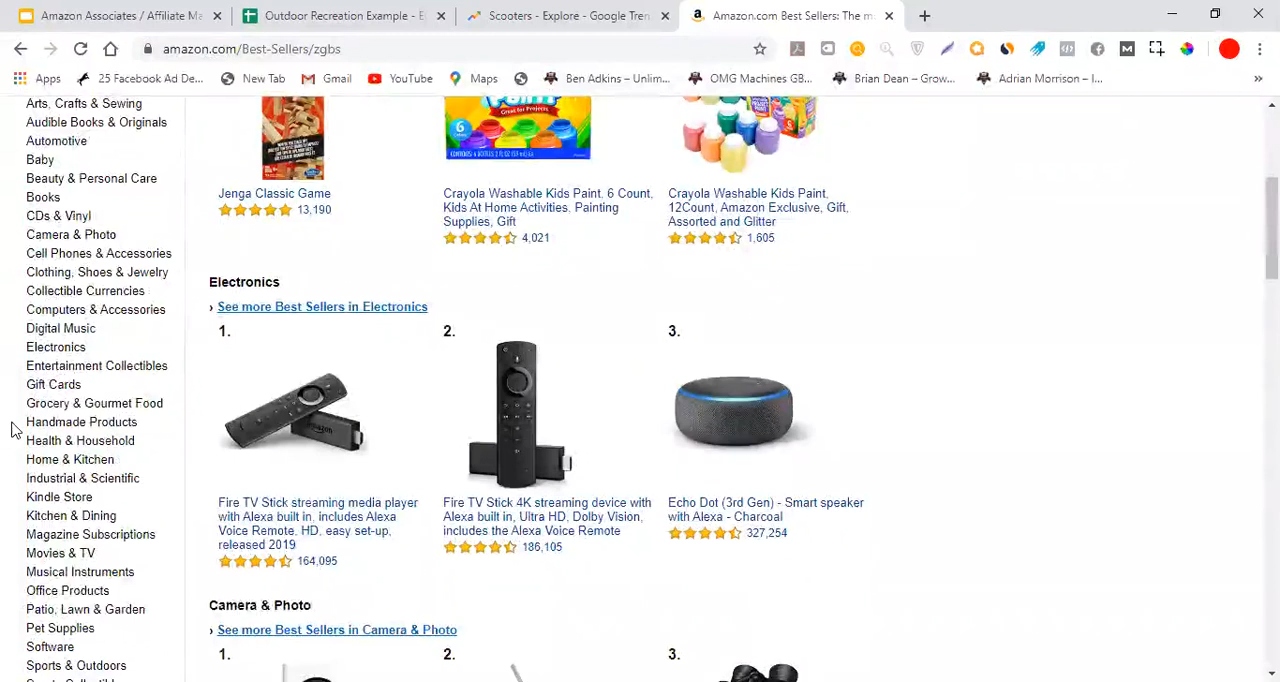 Amazon Associates / Affiliate Ma
Outdoor Recreation Example - E
Scooters - Explore - Google Tren
Amazon.com Best Sellers: The m
amazon.com/Best-Sellers/zgbs
Apps
25 Facebook Ad De...
New Tab
Gmail
YouTube
Maps
Ben Adkins – Unlim...
OMG Machines GB...
Brian Dean – Grow...
Adrian Morrison – I...
»
Arts, Crafts & Sewing
Audible Books & Originals
Automotive
Baby
Beauty & Personal Care
Books
CDs & Vinyl
Camera & Photo
Cell Phones & Accessories
Clothing, Shoes & Jewelry
Collectible Currencies
Computers & Accessories
Digital Music
Electronics
Entertainment Collectibles
Gift Cards
Grocery & Gourmet Food
Handmade Products
Health & Household
Home & Kitchen
Industrial & Scientific
Kindle Store
Kitchen & Dining
Magazine Subscriptions
Movies & TV
Musical Instruments
Office Products
Patio, Lawn & Garden
Pet Supplies
Software
Sports & Outdoors
Jenga Classic Game
13,190
Crayola Washable Kids Paint, 6 Count,
Kids At Home Activities, Painting
Supplies, Gift
4,021
Crayola Washable Kids Paint,
12Count, Amazon Exclusive, Gift,
Assorted and Glitter
1,605
Electronics
› See more Best Sellers in Electronics
1.
2.
3.
Fire TV Stick streaming media player
with Alexa built in, includes Alexa
Voice Remote, HD, easy set-up,
released 2019
164,095
Fire TV Stick 4K streaming device with
Alexa built in, Ultra HD, Dolby Vision,
includes the Alexa Voice Remote
186,105
Echo Dot (3rd Gen) - Smart speaker
with Alexa - Charcoal
327,254
Camera & Photo
› See more Best Sellers in Camera & Photo
1.
2.
3.